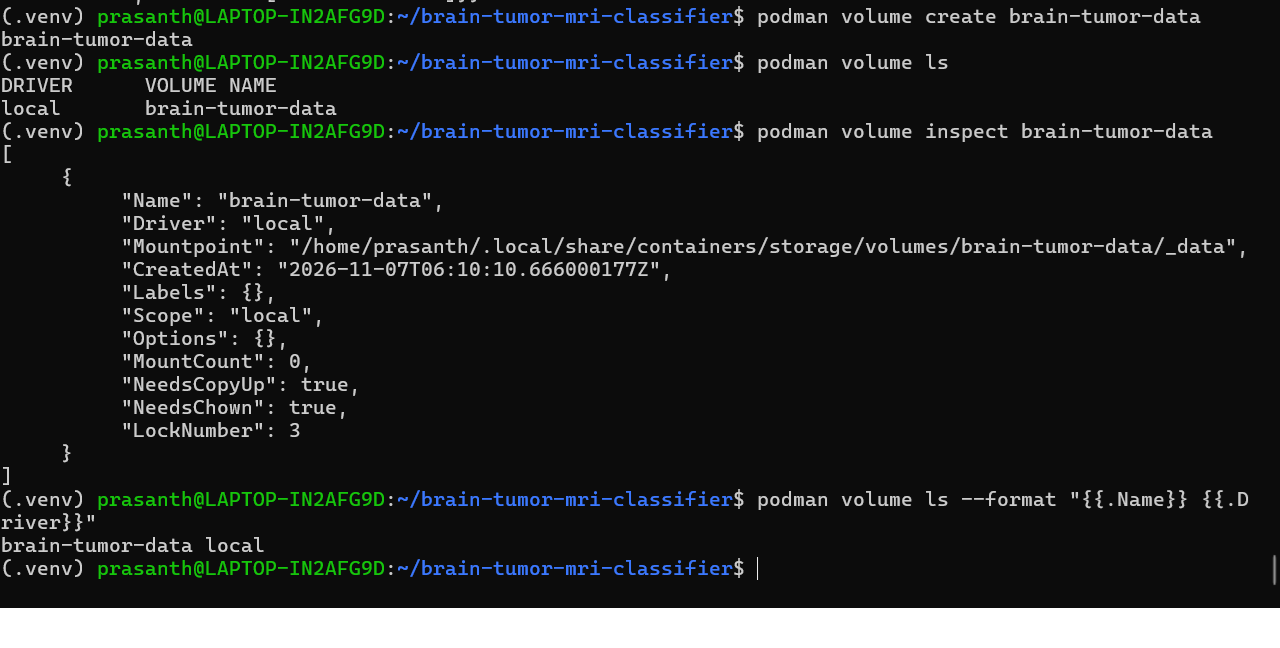 (.venv) prasanth@LAPTOP-IN2AFG9D:~/brain-tumor-mri-classifier$ podman volume create brain-tumor-data
brain-tumor-data
(.venv) prasanth@LAPTOP-IN2AFG9D:~/brain-tumor-mri-classifier$ podman volume ls
DRIVER      VOLUME NAME
local       brain-tumor-data
(.venv) prasanth@LAPTOP-IN2AFG9D:~/brain-tumor-mri-classifier$ podman volume inspect brain-tumor-data
[
     {
          "Name": "brain-tumor-data",
          "Driver": "local",
          "Mountpoint": "/home/prasanth/.local/share/containers/storage/volumes/brain-tumor-data/_data",
          "CreatedAt": "2026-11-07T06:10:10.666000177Z",
          "Labels": {},
          "Scope": "local",
          "Options": {},
          "MountCount": 0,
          "NeedsCopyUp": true,
          "NeedsChown": true,
          "LockNumber": 3
     }
]
(.venv) prasanth@LAPTOP-IN2AFG9D:~/brain-tumor-mri-classifier$ podman volume ls --format "{{.Name}} {{.D
river}}"
brain-tumor-data local
(.venv) prasanth@LAPTOP-IN2AFG9D:~/brain-tumor-mri-classifier$